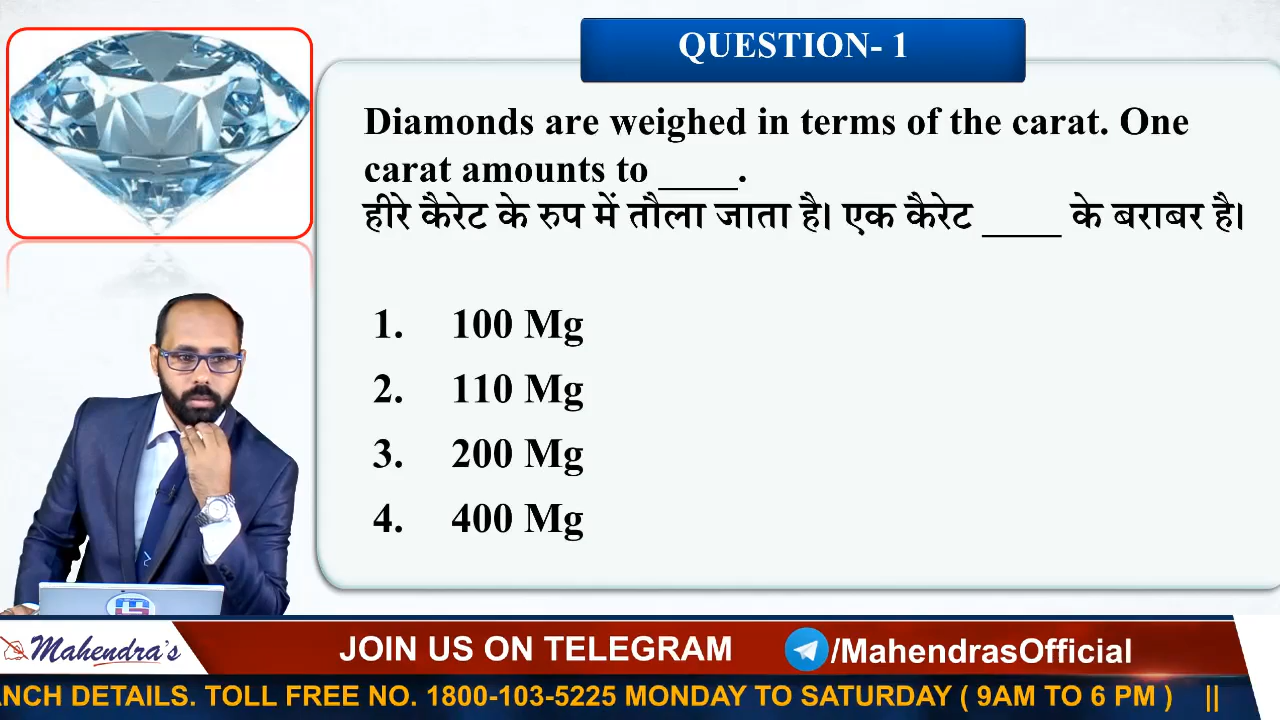 QUESTION- 1
Diamonds are weighed in terms of the carat. One
carat amounts to ____.
हीरे कैरेट के रुप में तौला जाता है। एक कैरेट ____ के बराबर है।
1. 100 Mg
2. 110 Mg
3. 200 Mg
4. 400 Mg
Mahendra's
JOIN US ON TELEGRAM
/MahendrasOfficial
DETAILS. TOLL FREE NO. 1800-103-5225 MONDAY TO SATURDAY ( 9AM TO 6 PM ) ||